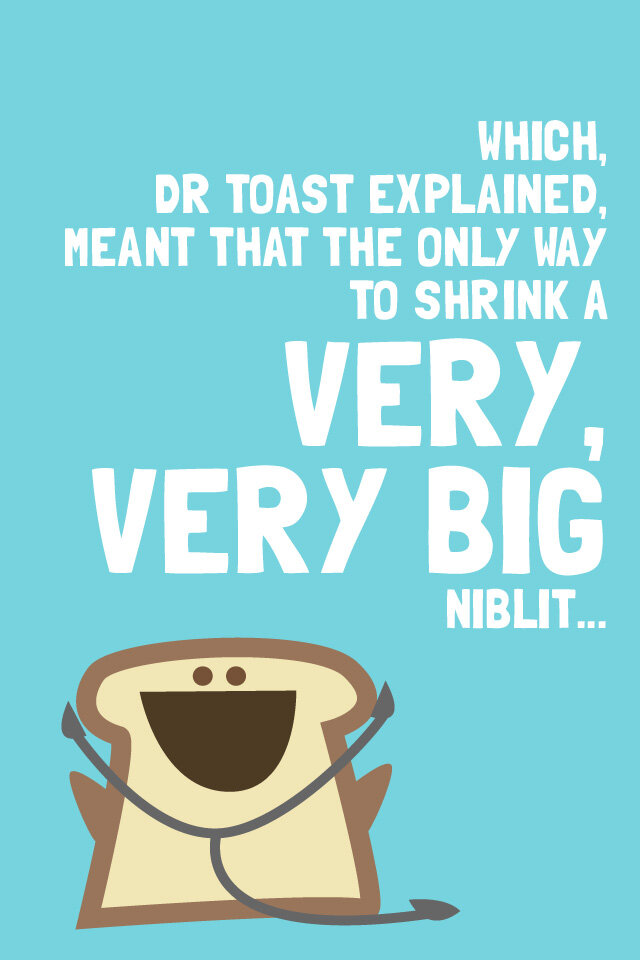 WHICH,
DR TOAST EXPLAINED,
MEANT THAT THE ONLY WAY
TO SHRINK A
VERY,
VERY BIG
NIBLIT...